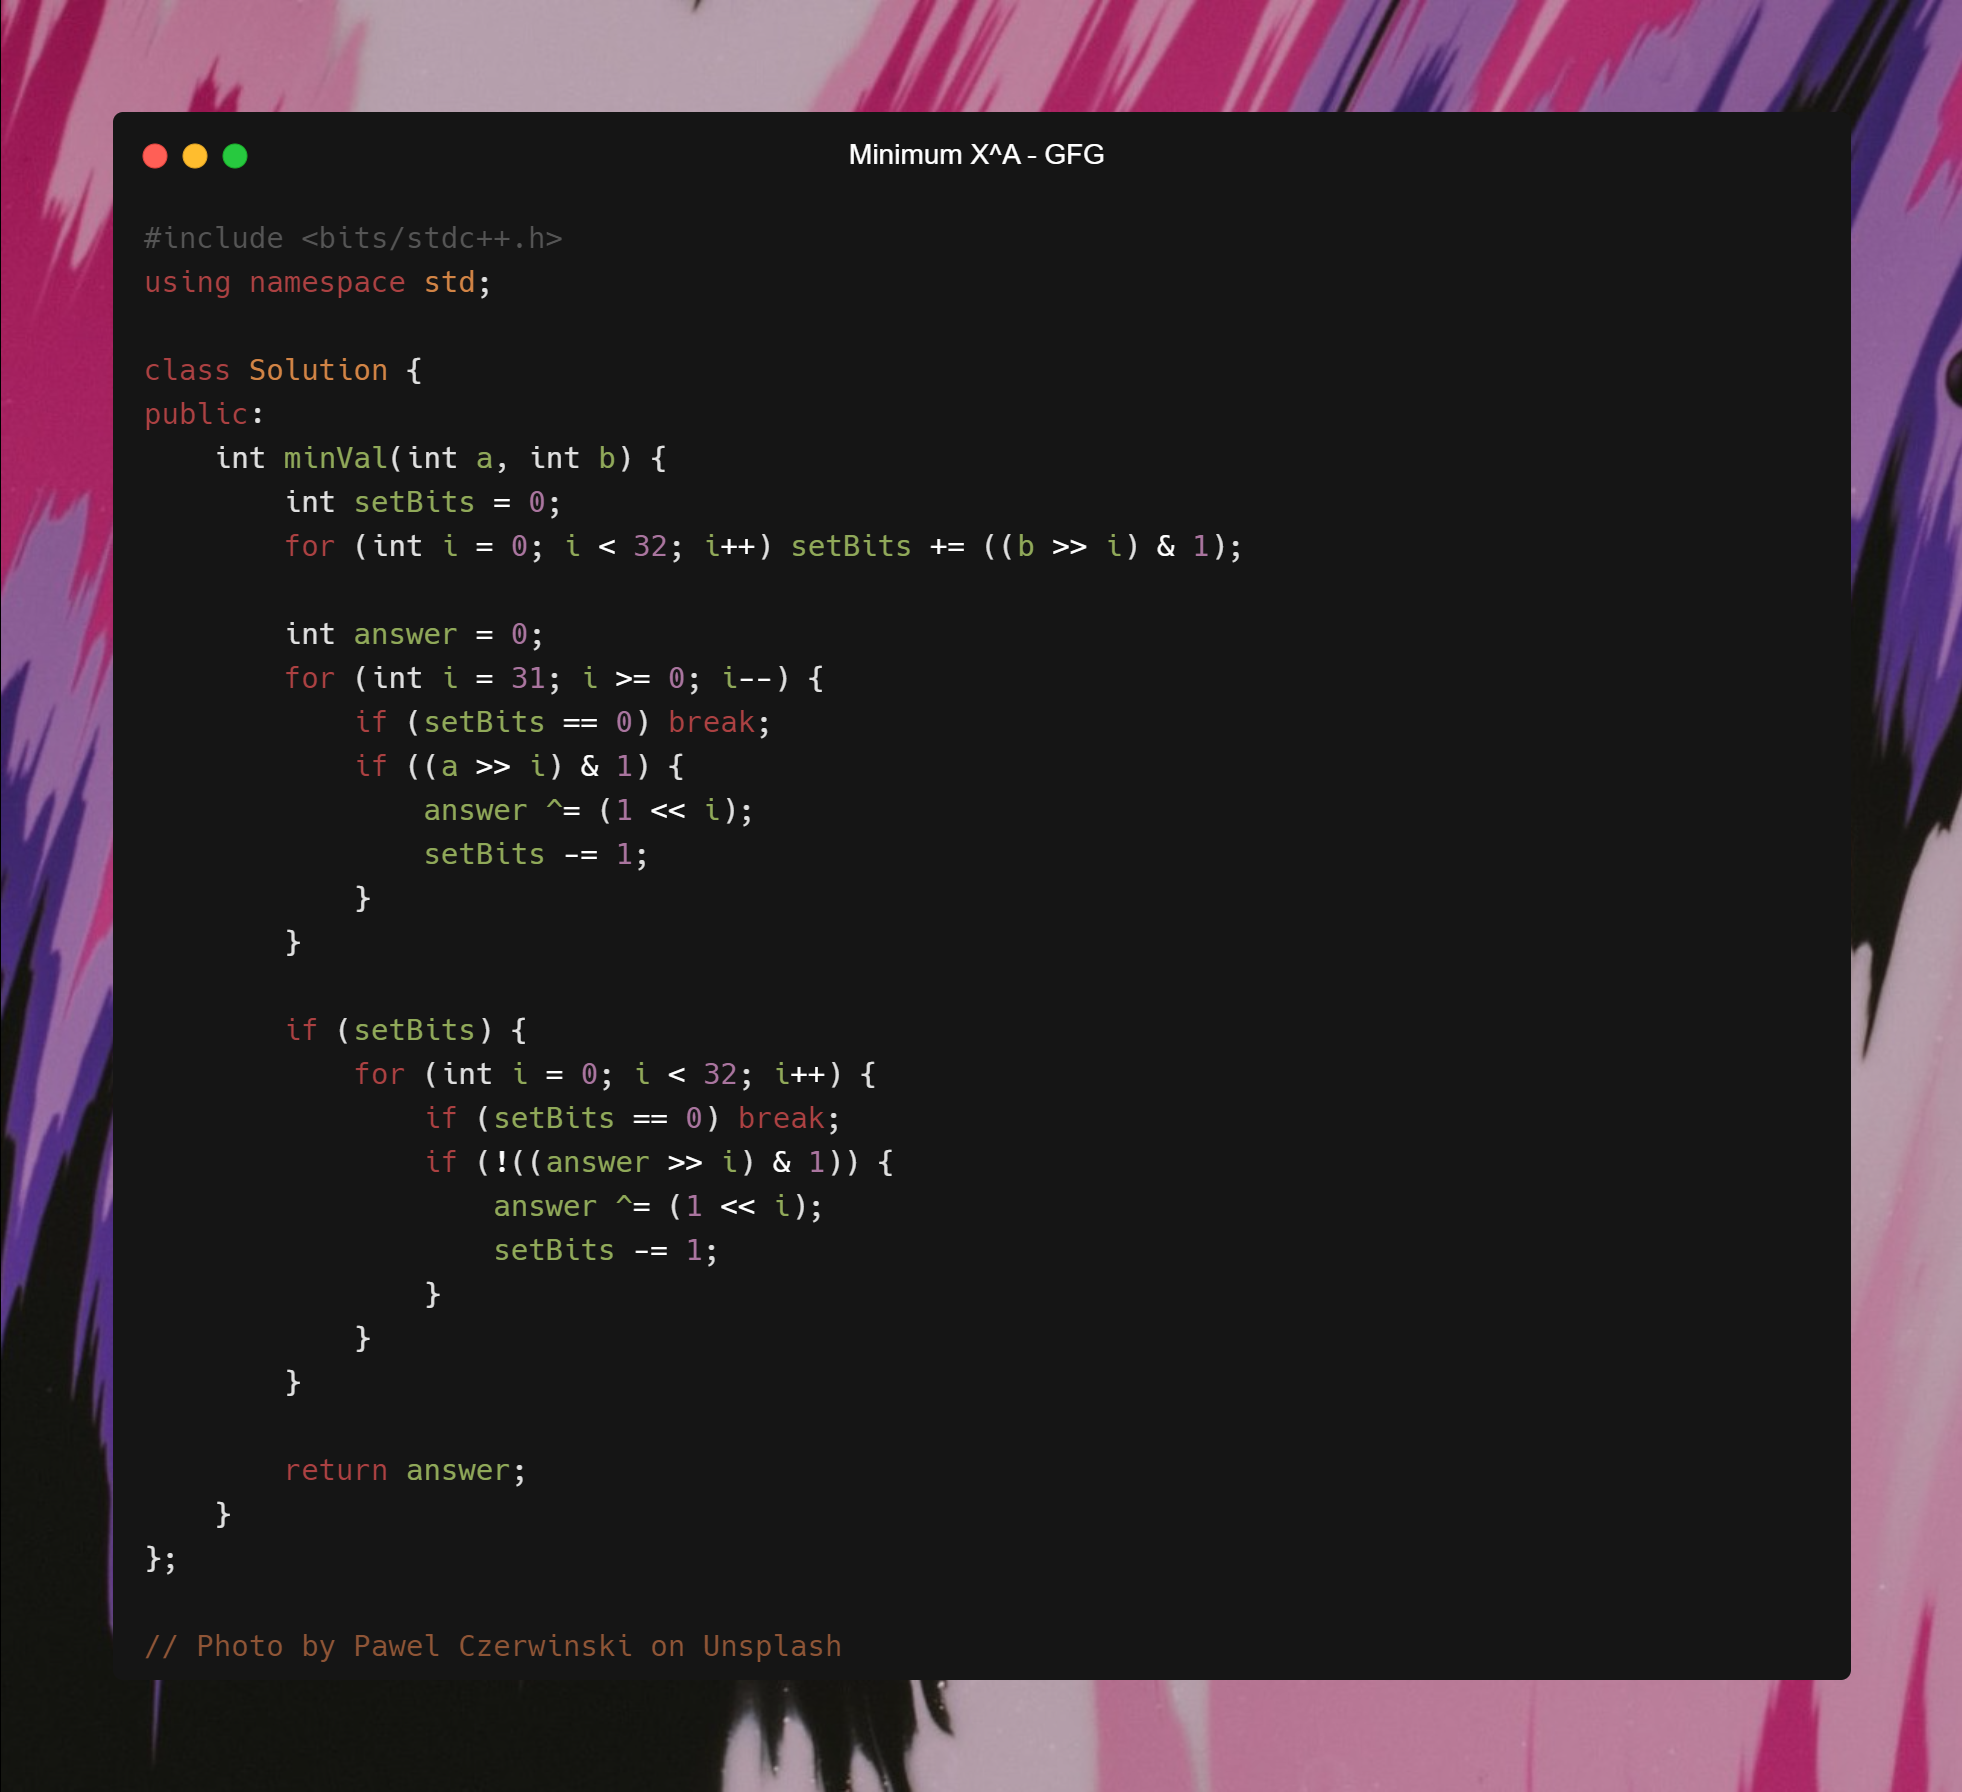 Minimum X^A - GFG
#include <bits/stdc++.h>
using namespace std;
class Solution {
public:
    int minVal(int a, int b) {
        int setBits = 0;
        for (int i = 0; i < 32; i++) setBits += ((b >> i) & 1);
        int answer = 0;
        for (int i = 31; i >= 0; i--) {
            if (setBits == 0) break;
            if ((a >> i) & 1) {
                answer ^= (1 << i);
                setBits -= 1;
            }
        }
        if (setBits) {
            for (int i = 0; i < 32; i++) {
                if (setBits == 0) break;
                if (!((answer >> i) & 1)) {
                    answer ^= (1 << i);
                    setBits -= 1;
                }
            }
        }
        return answer;
    }
};
// Photo by Pawel Czerwinski on Unsplash